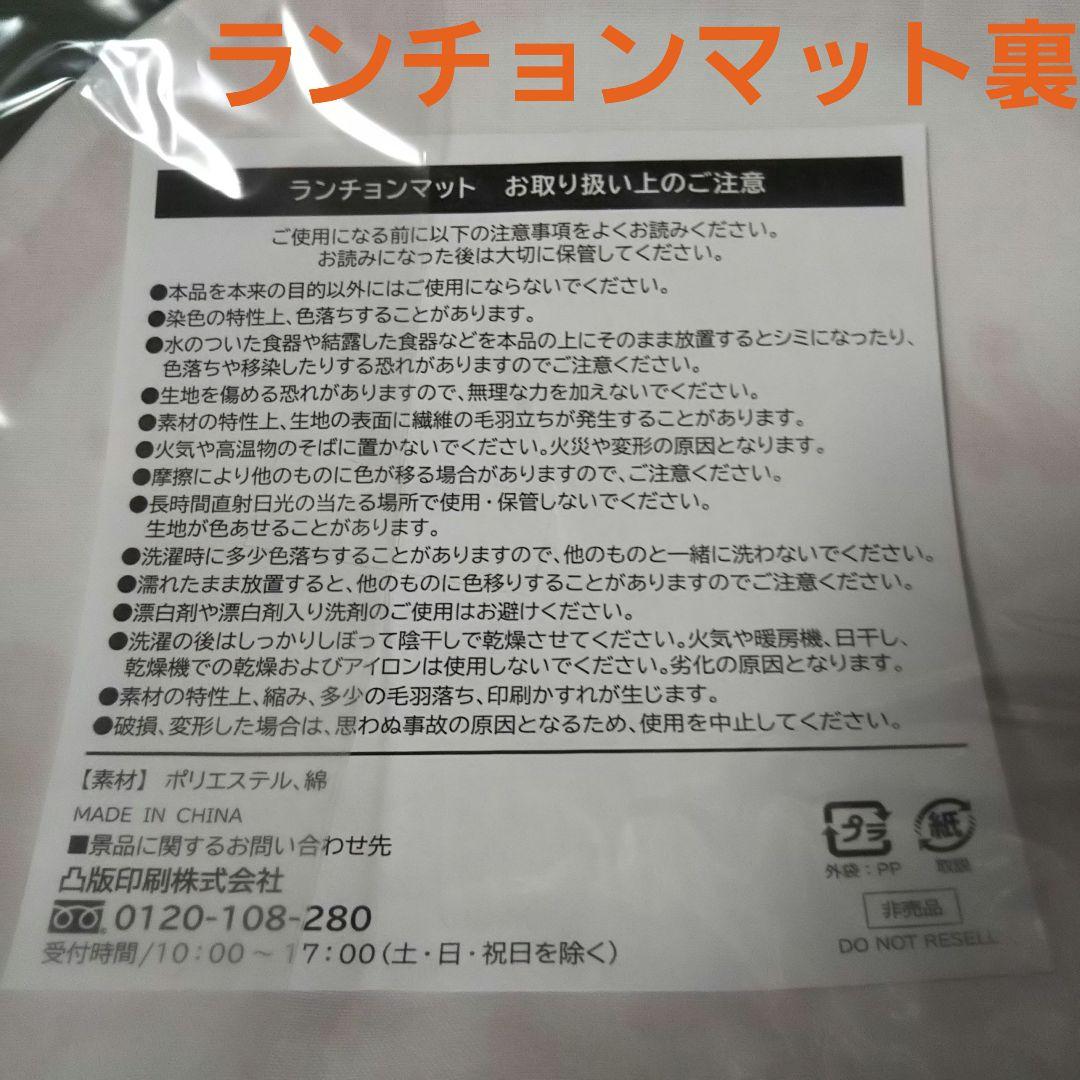 ランチョンマット裏
ランチョンマット　お取り扱い上のご注意
ご使用になる前に以下の注意事項をよくお読みください。
お読みになった後は大切に保管してください。
●本品を本来の目的以外にはご使用にならないでください。
●染色の特性上、色落ちすることがあります。
●水のついた食器や結露した食器などを本品の上にそのまま放置するとシミになったり、
色落ちや移染したりする恐れがありますのでご注意ください。
●生地を傷める恐れがありますので、無理な力を加えないでください。
●素材の特性上、生地の表面に繊維の毛羽立ちが発生することがあります。
●火気や高温物のそばに置かないでください。火災や変形の原因となります。
●摩擦により他のものに色が移る場合がありますので、ご注意ください。
●長時間直射日光の当たる場所で使用・保管しないでください。
生地が色あせることがあります。
●洗濯時に多少色落ちすることがありますので、他のものと一緒に洗わないでください。
●濡れたまま放置すると、他のものに色移りすることがありますのでご注意ください。
●漂白剤や漂白剤入り洗剤のご使用はお避けください。
●洗濯の後はしっかりしぼって陰干しで乾燥させてください。火気や暖房機、日干し、
乾燥機での乾燥およびアイロンは使用しないでください。劣化の原因となります。
●素材の特性上、縮み、多少の毛羽落ち、印刷かすれが生じます。
●破損、変形した場合は、思わぬ事故の原因となるため、使用を中止してください。
【素材】 ポリエステル、綿
MADE IN CHINA
■景品に関するお問い合わせ先
凸版印刷株式会社
0120-108-280
受付時間/10：00～17：00（土・日・祝日を除く）
プラ 紙
外袋：PP 取説
非売品
DO NOT RESELL